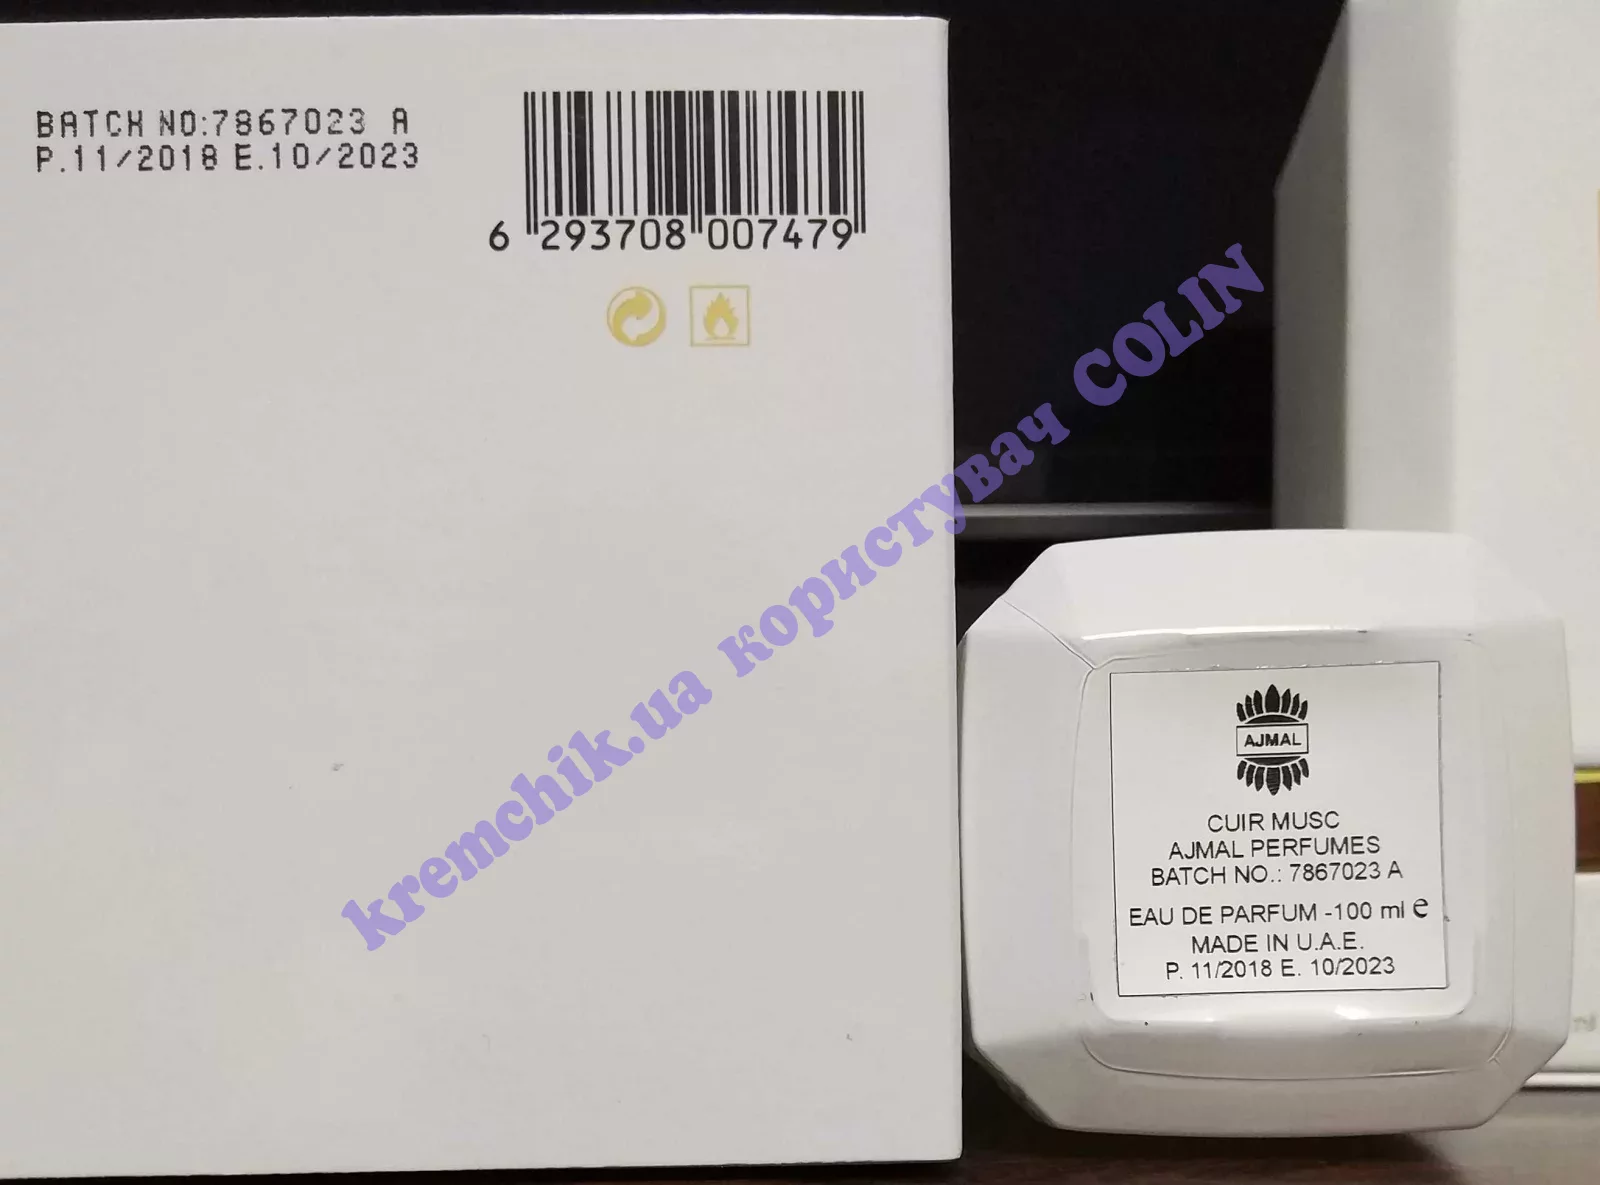 BATCH NO:7867023 A
P.11/2018 E.10/2023
6 293708 007479
kremchik.ua користувач COLIN
AJMAL
CUIR MUSC
AJMAL PERFUMES
BATCH NO.: 7867023 A
EAU DE PARFUM -100 ml e
MADE IN U.A.E.
P. 11/2018 E. 10/2023